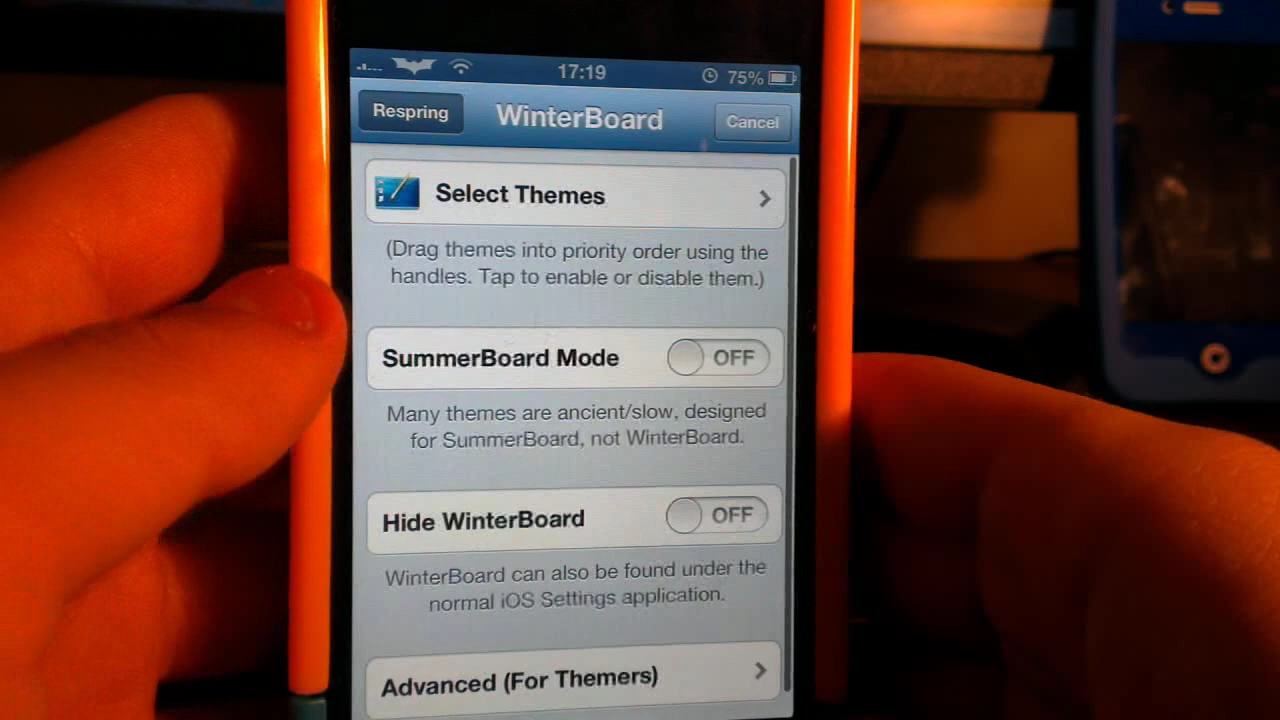 17:19
75%
Respring
WinterBoard
Cancel
Select Themes
(Drag themes into priority order using the
handles. Tap to enable or disable them.)
SummerBoard Mode
OFF
Many themes are ancient/slow, designed
for SummerBoard, not WinterBoard.
Hide WinterBoard
OFF
WinterBoard can also be found under the
normal iOS Settings application.
Advanced (For Themers)